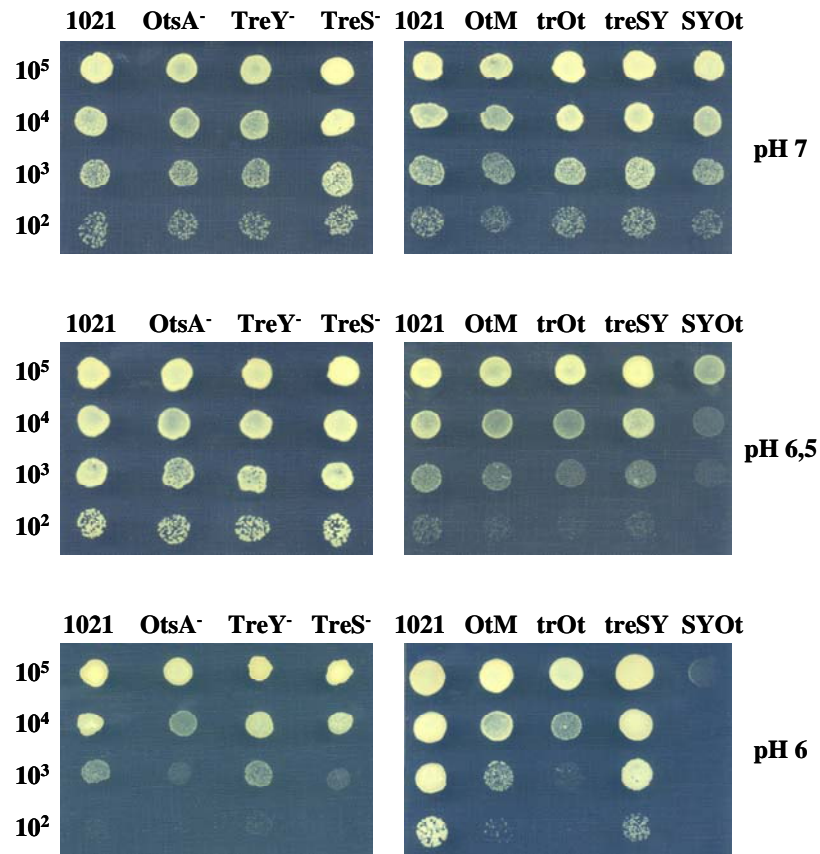 1021 OtsA- TreY- TreS- 1021 OtM trOt treSY SYOt
10⁵
10⁴
10³
10²
pH 7
1021 OtsA- TreY- TreS- 1021 OtM trOt treSY SYOt
10⁵
10⁴
10³
10²
pH 6,5
1021 OtsA- TreY- TreS- 1021 OtM trOt treSY SYOt
10⁵
10⁴
10³
10²
pH 6